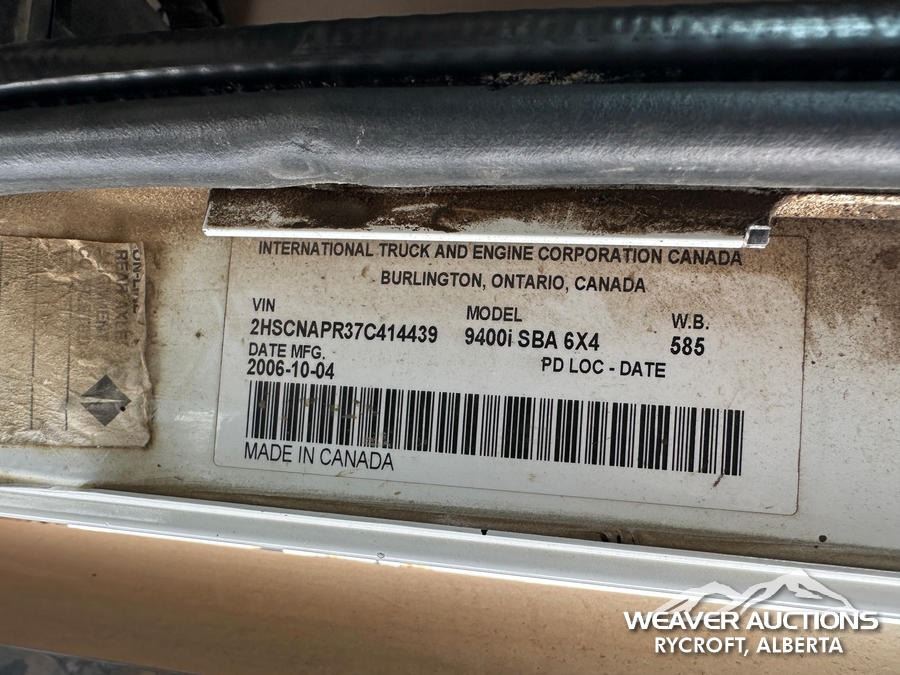 INTERNATIONAL TRUCK AND ENGINE CORPORATION CANADA
BURLINGTON, ONTARIO, CANADA
VIN MODEL W.B.
2HSCNAPR37C414439 9400i SBA 6X4 585
DATE MFG. PD LOC - DATE
2006-10-04
MADE IN CANADA
WEAVER AUCTIONS
RYCROFT, ALBERTA